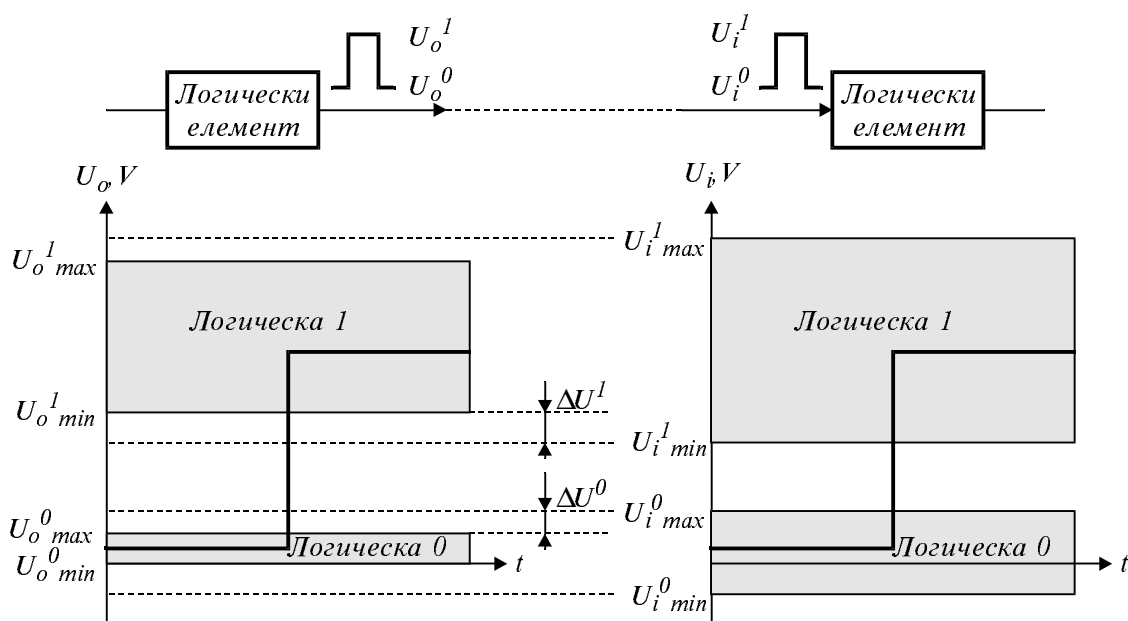 U_o^1
U_o^0
Логически
елемент
U_i^1
U_i^0
Логически
елемент
U_o, V
U_i, V
U_o^1 max
Логическа 1
U_o^1 min
ΔU^1
ΔU^0
U_o^0 max
Логическа 0
U_o^0 min
t
U_i^1 max
Логическа 1
U_i^1 min
U_i^0 max
Логическа 0
t
U_i^0 min